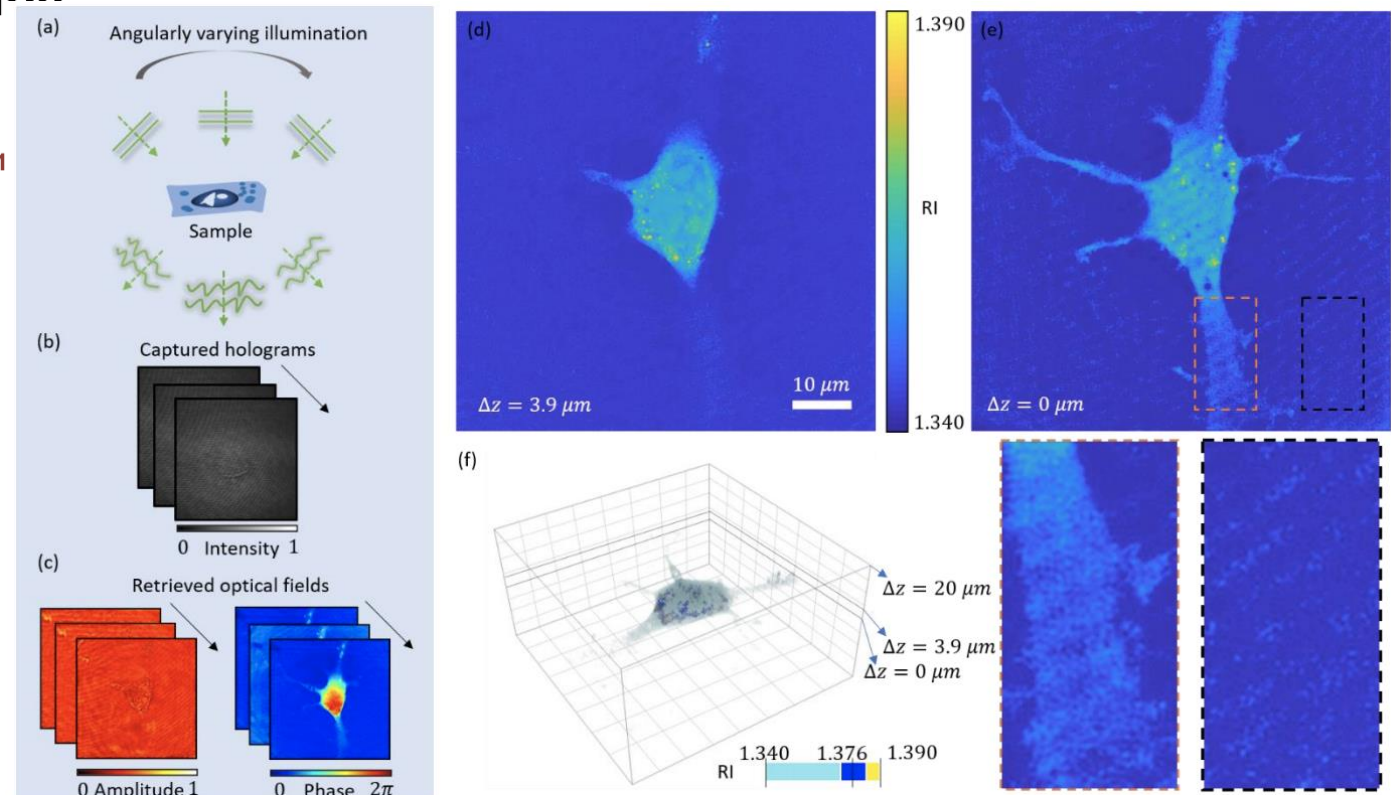 (a)
Angularly varying illumination
Sample
(b)
Captured holograms
0 Intensity 1
(c)
Retrieved optical fields
0 Amplitude 1
0 Phase 2π
(d)
Δz = 3.9 μm
10 μm
1.390
RI
1.340
(e)
Δz = 0 μm
(f)
Δz = 20 μm
Δz = 3.9 μm
Δz = 0 μm
1.340 1.376 1.390
RI